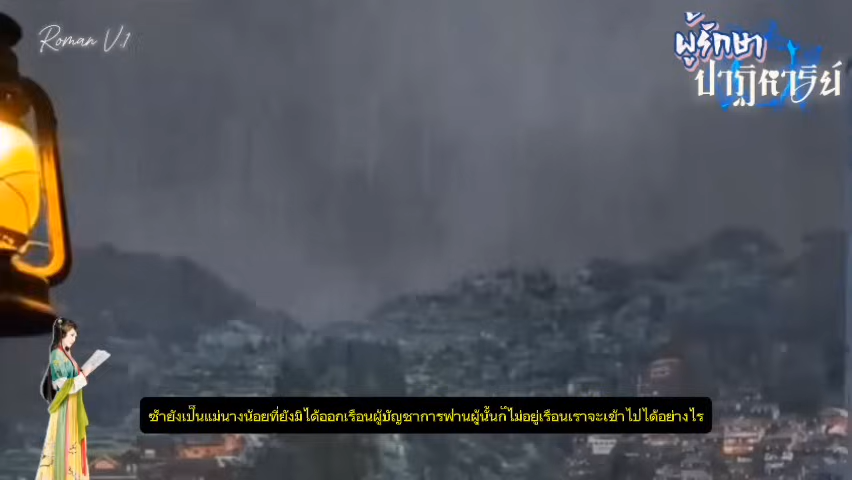 Roman V.1
ผู้รักษา
ปาฏิหาริย์
ซ้ำยังเป็นแม่นางน้อยที่ยังมิได้ออกเรือนผู้บัญชาการฟานผู้นั้นก็ไม่อยู่เรือนเราจะเข้าไปได้อย่างไร